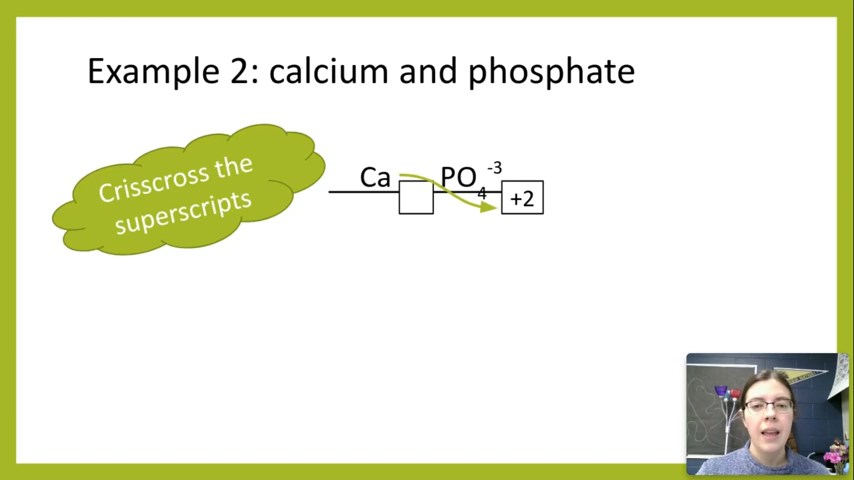 Example 2: calcium and phosphate
Crisscross the
superscripts
Ca PO4 -3
+2